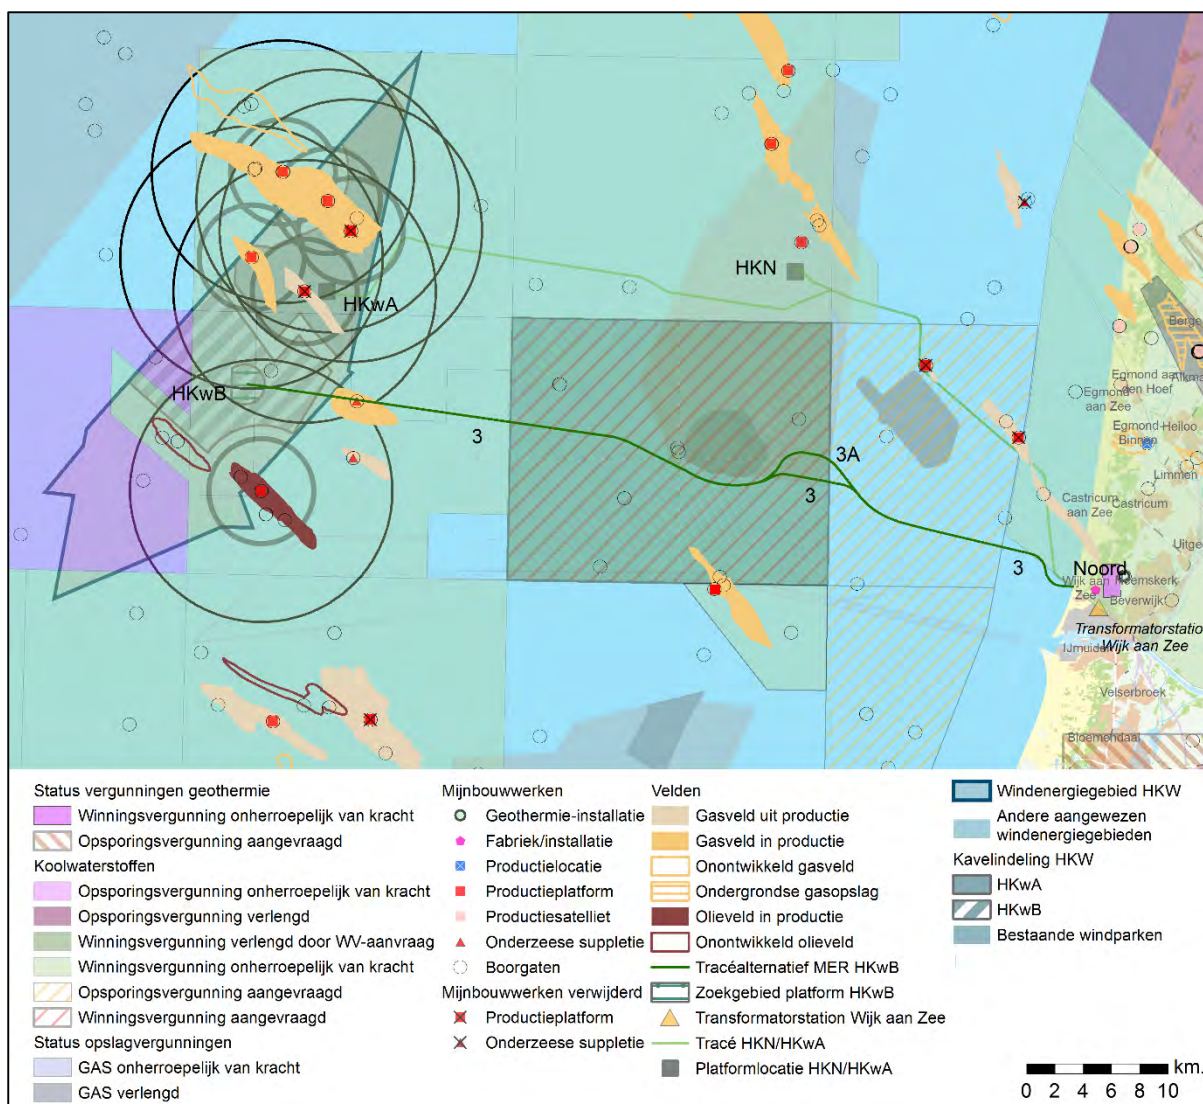 HKN
HKwA
HKwB
3
3A
3
3
Egmond aan
den Hoef
Egmond
aan Zee
Egmond
Binnen
Heiloo
Limmen
Castricum
aan Zee
Castricum
Noord
Wijk aan
Zee
Heemskerk
Beverwijk
Transformatorstation
Wijk aan Zee
IJmuiden
Velserbroek
Bloemendaal
Status vergunningen geothermie
Winningsvergunning onherroepelijk van kracht
Opsporingsvergunning aangevraagd
Koolwaterstoffen
Opsporingsvergunning onherroepelijk van kracht
Opsporingsvergunning verlengd
Winningsvergunning verlengd door WV-aanvraag
Winningsvergunning onherroepelijk van kracht
Opsporingsvergunning aangevraagd
Winningsvergunning aangevraagd
Status opslagvergunningen
GAS onherroepelijk van kracht
GAS verlengd
Mijnbouwwerken
Geothermie-installatie
Fabriek/installatie
Productielocatie
Productieplatform
Productiesatelliet
Onderzeese suppletie
Boorgaten
Mijnbouwwerken verwijderd
Productieplatform
Onderzeese suppletie
Velden
Gasveld uit productie
Gasveld in productie
Onontwikkeld gasveld
Ondergrondse gasopslag
Olieveld in productie
Onontwikkeld olieveld
Tracéalternatief MER HKwB
Zoekgebied platform HKwB
Transformatorstation Wijk aan Zee
Tracé HKN/HKwA
Platformlocatie HKN/HKwA
Windenergiegebied HKW
Andere aangewezen
windenergiegebieden
Kavelindeling HKW
HKwA
HKwB
Bestaande windparken
km.
0 2 4 6 8 10